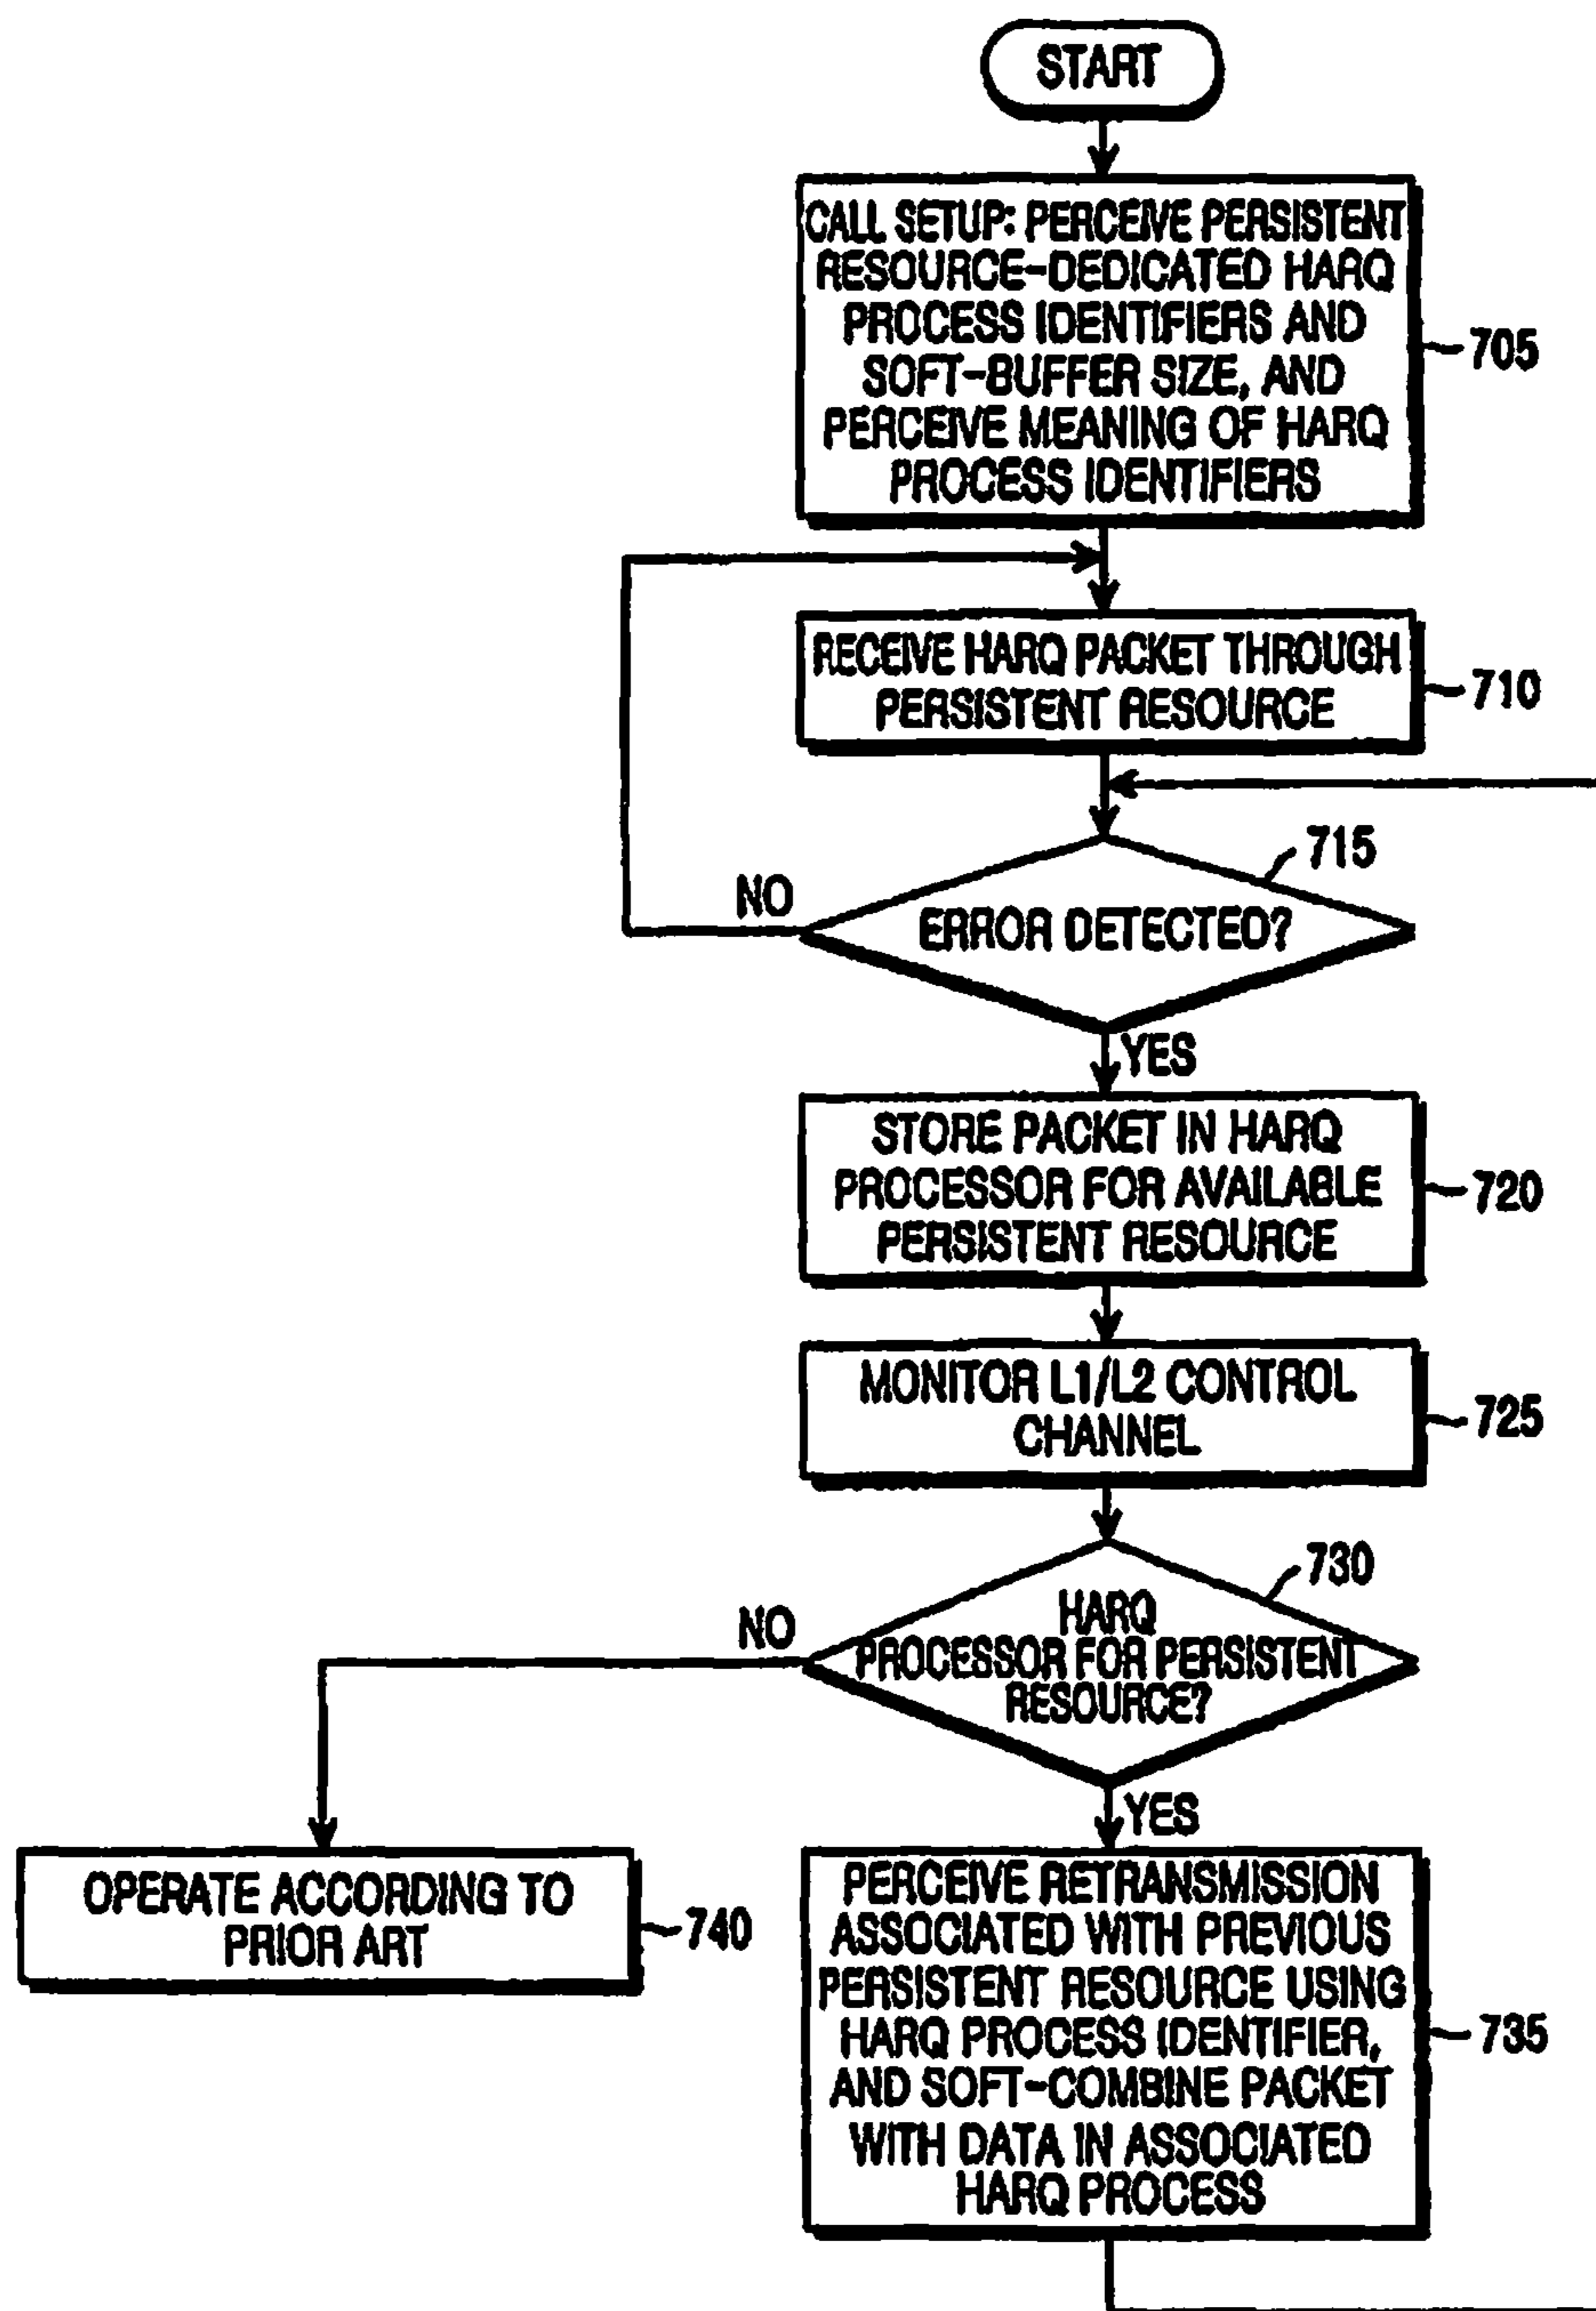 START
CALL SETUP: PERCEIVE PERSISTENT
RESOURCE-DEDICATED HARQ
PROCESS IDENTIFIERS AND
SOFT-BUFFER SIZE, AND
PERCEIVE MEANING OF HARQ
PROCESS IDENTIFIERS
705
RECEIVE HARQ PACKET THROUGH
PERSISTENT RESOURCE
710
715
NO
ERROR DETECTED?
YES
STORE PACKET IN HARQ
PROCESSOR FOR AVAILABLE
PERSISTENT RESOURCE
720
MONITOR L1/L2 CONTROL
CHANNEL
725
730
NO
HARQ
PROCESSOR FOR PERSISTENT
RESOURCE?
YES
OPERATE ACCORDING TO
PRIOR ART
740
PERCEIVE RETRANSMISSION
ASSOCIATED WITH PREVIOUS
PERSISTENT RESOURCE USING
HARQ PROCESS IDENTIFIER,
AND SOFT-COMBINE PACKET
WITH DATA IN ASSOCIATED
HARQ PROCESS
735